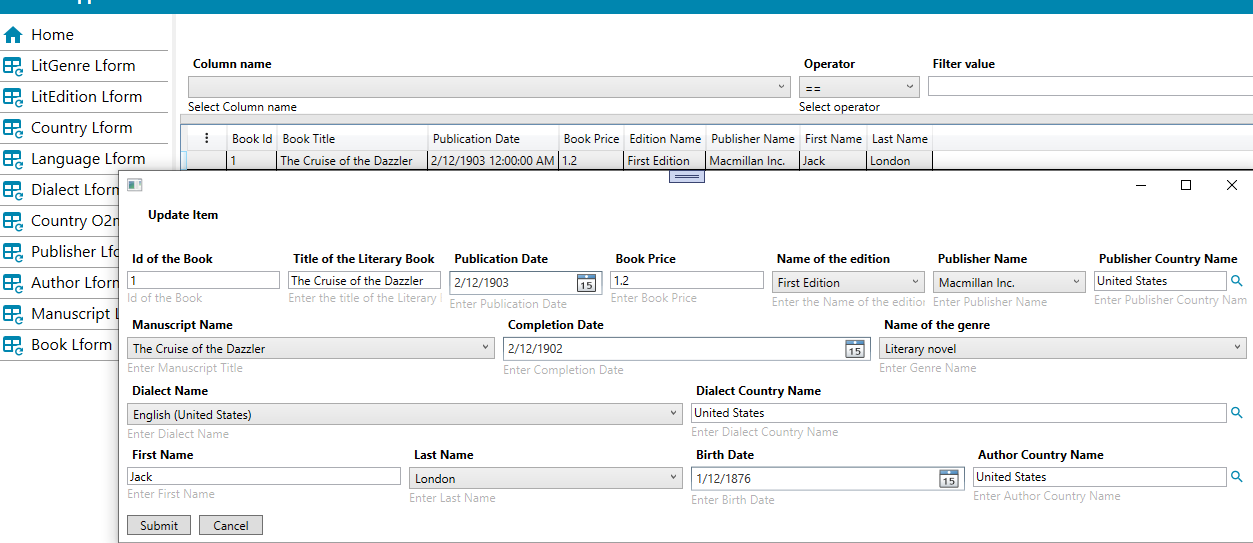 Home
LitGenre Lform
LitEdition Lform
Country Lform
Language Lform
Dialect Lform
Country O2m
Publisher Lfo
Author Lform
Manuscript L
Book Lform
Column name Operator Filter value
==
Select Column name Select operator
Book Id Book Title Publication Date Book Price Edition Name Publisher Name First Name Last Name
1 The Cruise of the Dazzler 2/12/1903 12:00:00 AM 1.2 First Edition Macmillan Inc. Jack London
Update Item
Id of the Book Title of the Literary Book Publication Date Book Price Name of the edition Publisher Name Publisher Country Name
1 The Cruise of the Dazzler 2/12/1903 15 1.2 First Edition Macmillan Inc. United States
Id of the Book Enter the title of the Literary Enter Publication Date Enter Book Price Enter the Name of the edition Enter Publisher Name Enter Publisher Country Nam
Manuscript Name Completion Date Name of the genre
The Cruise of the Dazzler 2/12/1902 15 Literary novel
Enter Manuscript Title Enter Completion Date Enter Genre Name
Dialect Name Dialect Country Name
English (United States) United States
Enter Dialect Name Enter Dialect Country Name
First Name Last Name Birth Date Author Country Name
Jack London 1/12/1876 15 United States
Enter First Name Enter Last Name Enter Birth Date Enter Author Country Name
Submit Cancel